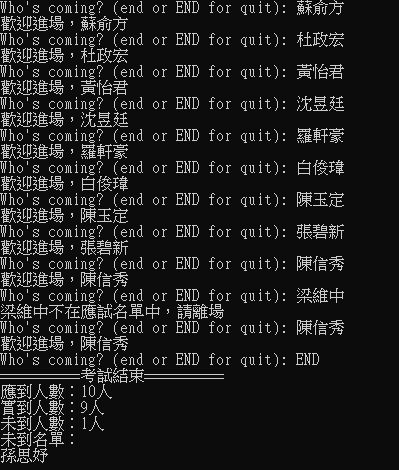 Who's coming? (end or END for quit): 蘇俞方
歡迎進場，蘇俞方
Who's coming? (end or END for quit): 杜政宏
歡迎進場，杜政宏
Who's coming? (end or END for quit): 黃怡君
歡迎進場，黃怡君
Who's coming? (end or END for quit): 沈昱廷
歡迎進場，沈昱廷
Who's coming? (end or END for quit): 羅軒豪
歡迎進場，羅軒豪
Who's coming? (end or END for quit): 白俊瑋
歡迎進場，白俊瑋
Who's coming? (end or END for quit): 陳玉定
歡迎進場，陳玉定
Who's coming? (end or END for quit): 張碧新
歡迎進場，張碧新
Who's coming? (end or END for quit): 陳信秀
歡迎進場，陳信秀
Who's coming? (end or END for quit): 梁維中
梁維中不在應試名單中，請離場
Who's coming? (end or END for quit): 陳信秀
歡迎進場，陳信秀
Who's coming? (end or END for quit): END
==========考試結束==========
應到人數：10人
實到人數：9人
未到人數：1人
未到名單：
孫思妤